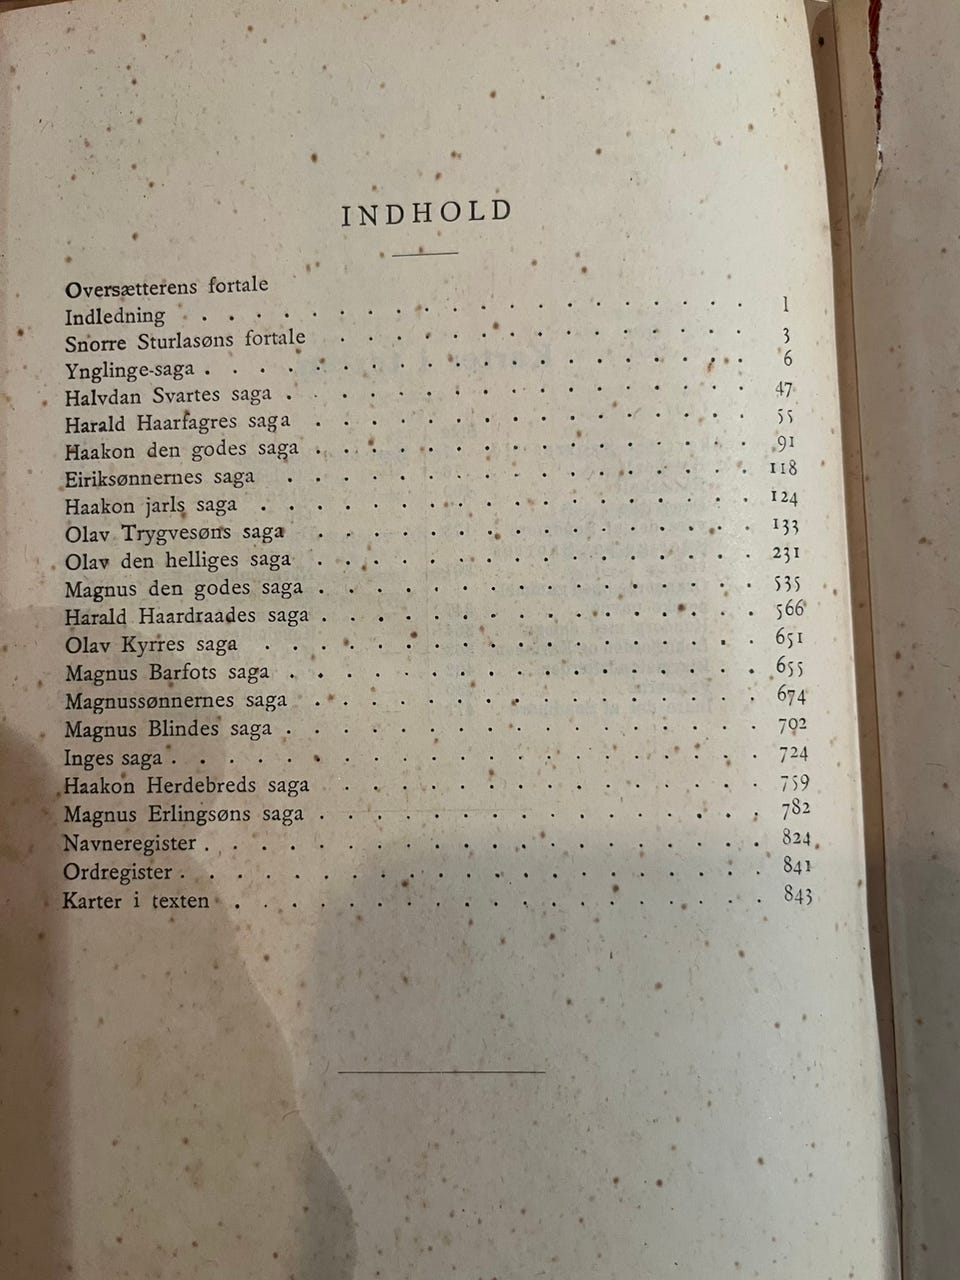 INDHOLD
Oversætterens fortale
Indledning . . . . . . . . . . . . . . . . . . . . 1
Snorre Sturlasøns fortale . . . . . . . . . . . . . . . 3
Ynglinge-saga . . . . . . . . . . . . . . . . . . . 6
Halvdan Svartes saga . . . . . . . . . . . . . . . . 47
Harald Haarfagres saga . . . . . . . . . . . . . . . 55
Haakon den godes saga . . . . . . . . . . . . . . . 91
Eiriksønnernes saga . . . . . . . . . . . . . . . . 118
Haakon jarls saga . . . . . . . . . . . . . . . . . 124
Olav Trygvesøns saga . . . . . . . . . . . . . . . 133
Olav den helliges saga . . . . . . . . . . . . . . . 231
Magnus den godes saga . . . . . . . . . . . . . . . 535
Harald Haardraades saga . . . . . . . . . . . . . . . 566
Olav Kyrres saga . . . . . . . . . . . . . . . . . 651
Magnus Barfots saga . . . . . . . . . . . . . . . . 655
Magnussønnernes saga . . . . . . . . . . . . . . . 674
Magnus Blindes saga . . . . . . . . . . . . . . . . 702
Inges saga . . . . . . . . . . . . . . . . . . . . 724
Haakon Herdebreds saga . . . . . . . . . . . . . . . 759
Magnus Erlingsøns saga . . . . . . . . . . . . . . . 782
Navneregister . . . . . . . . . . . . . . . . . . . 824
Ordregister . . . . . . . . . . . . . . . . . . . . 841
Karter i texten . . . . . . . . . . . . . . . . . . 843